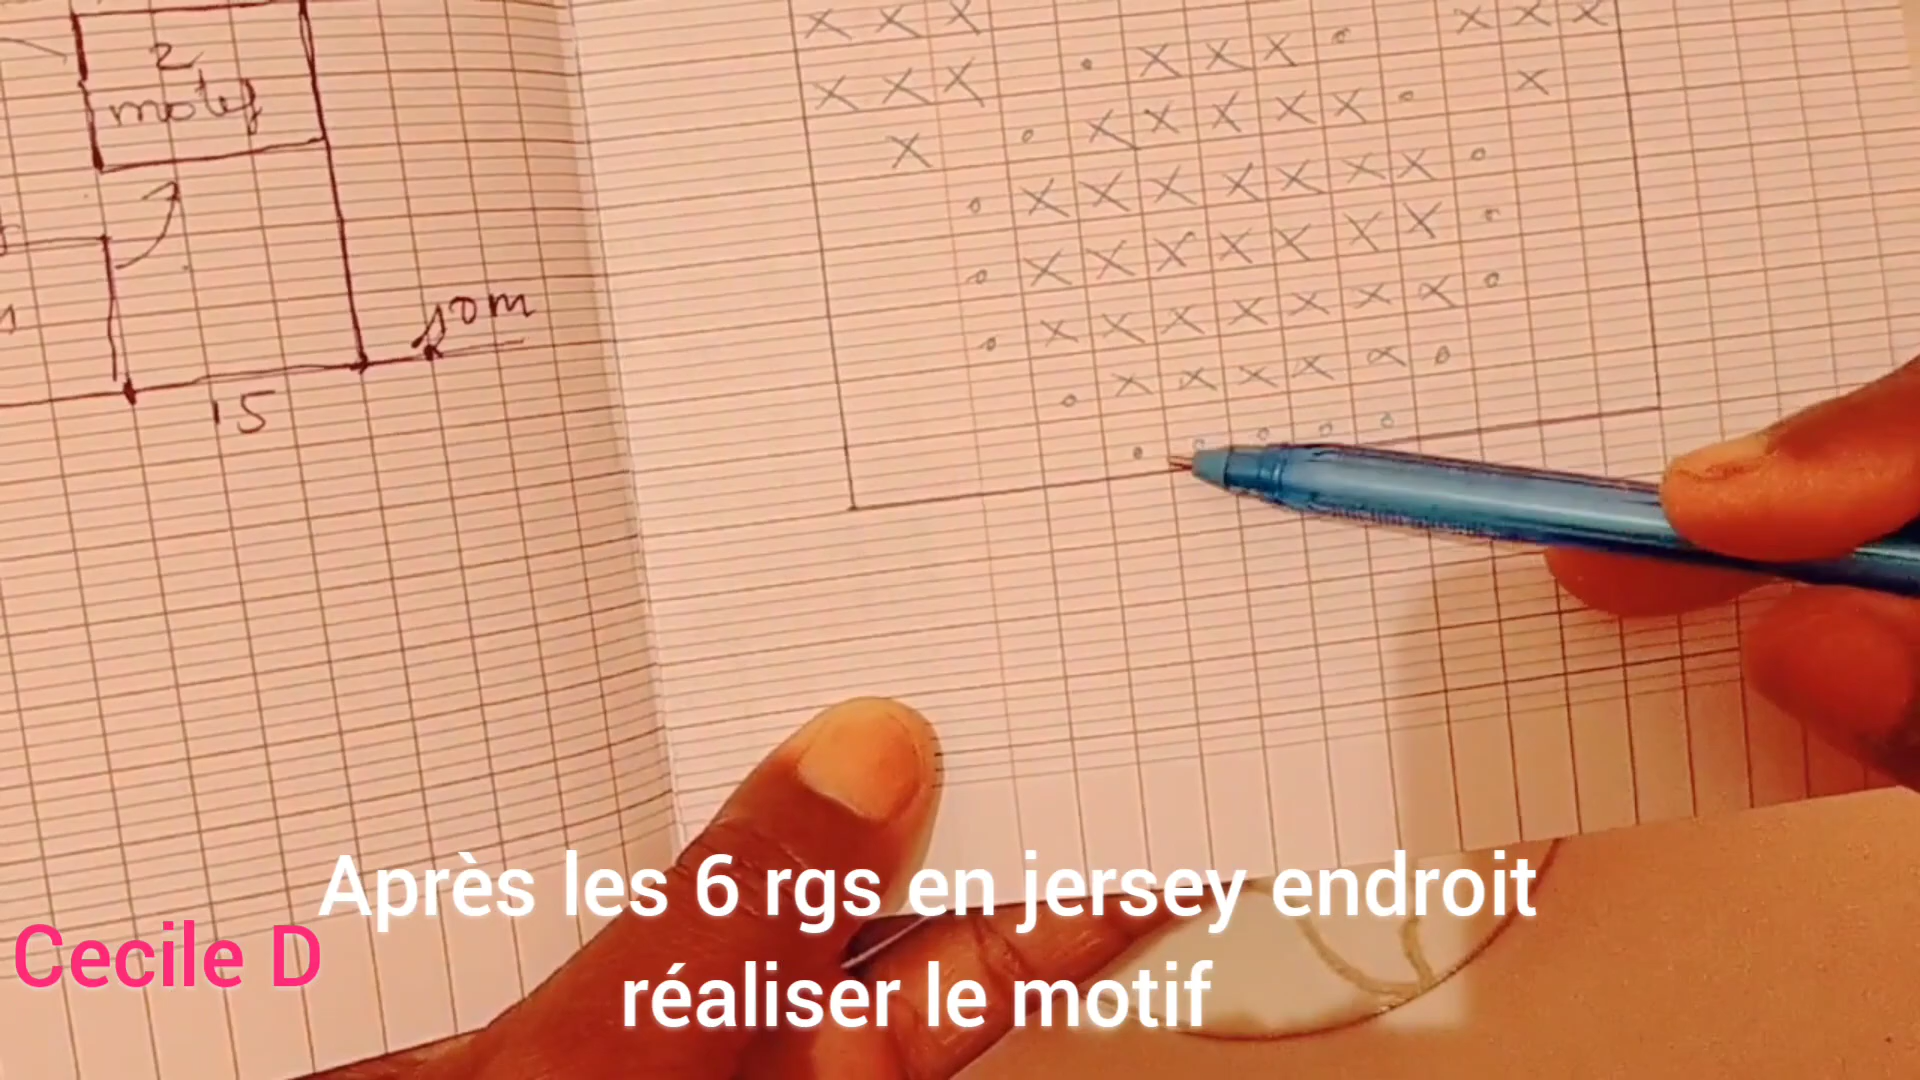 2
motif
10m
15
Après les 6 rgs en jersey endroit
réaliser le motif
Cecile D